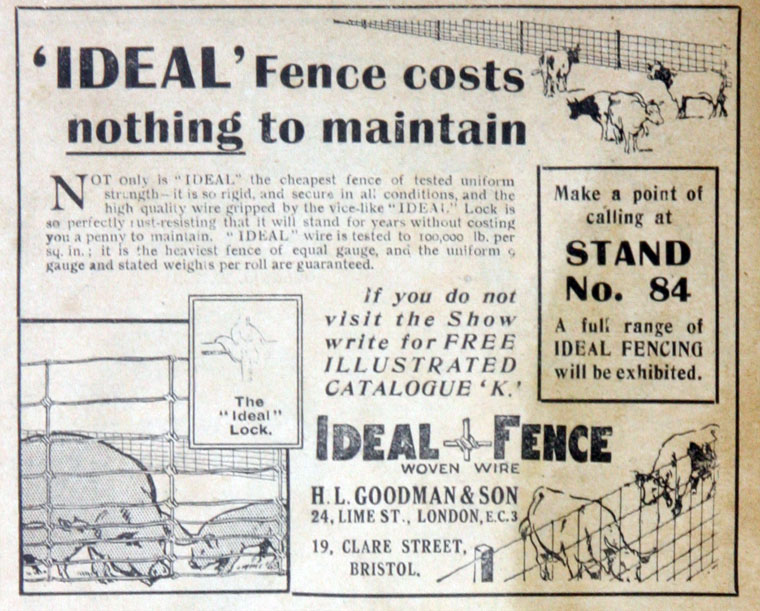 'IDEAL' Fence costs
nothing to maintain
NOT only is "IDEAL" the cheapest fence of tested uniform
strength—it is so rigid, and secure in all conditions, and the
high quality wire gripped by the vice-like "IDEAL" Lock is
so perfectly rust-resisting that it will stand for years without costing
you a penny to maintain. "IDEAL" wire is tested to 100,000 lb. per
sq. in.; it is the heaviest fence of equal gauge, and the uniform 9
gauge and stated weights per roll are guaranteed.
Make a point of
calling at
STAND
No. 84
A full range of
IDEAL FENCING
will be exhibited.
If you do not
visit the Show
write for FREE
ILLUSTRATED
CATALOGUE 'K.'
The
"Ideal"
Lock.
IDEAL FENCE
WOVEN WIRE
H. L. GOODMAN & SON
24, LIME ST., LONDON, E.C.3
19, CLARE STREET,
BRISTOL.